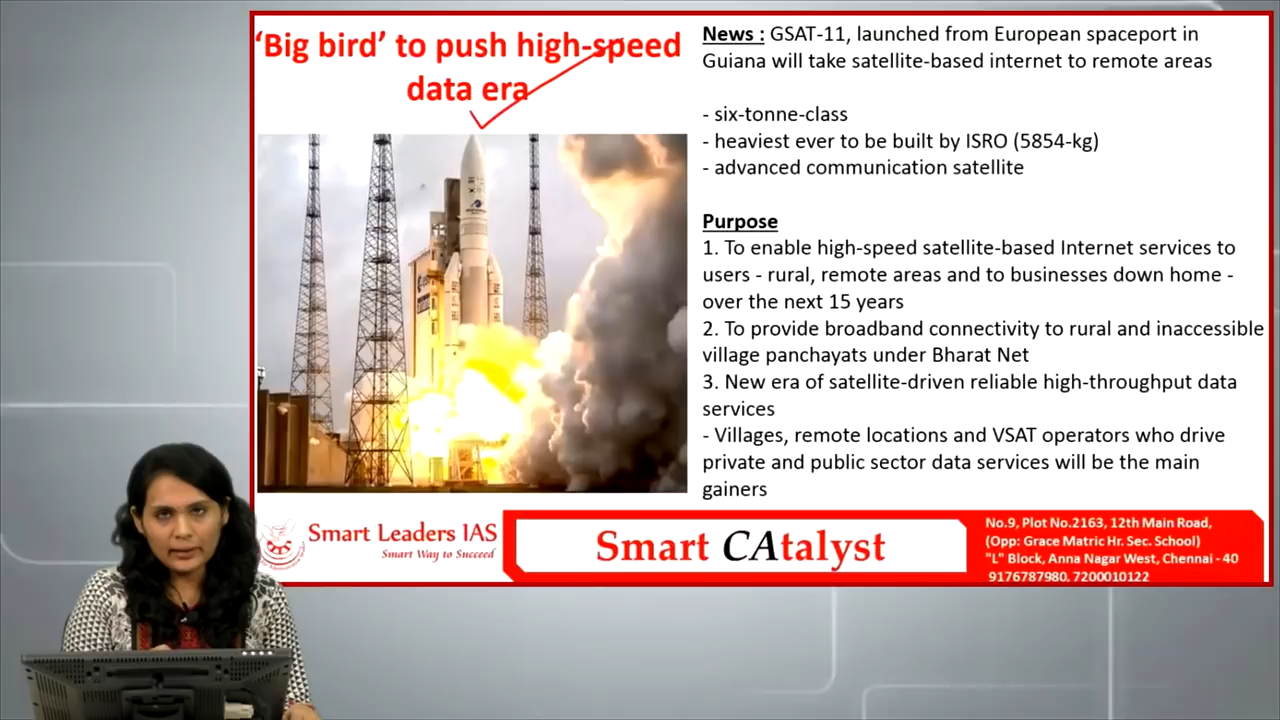 ‘Big bird’ to push high-speed
data era
News : GSAT-11, launched from European spaceport in
Guiana will take satellite-based internet to remote areas
- six-tonne-class
- heaviest ever to be built by ISRO (5854-kg)
- advanced communication satellite
Purpose
1. To enable high-speed satellite-based Internet services to
users - rural, remote areas and to businesses down home -
over the next 15 years
2. To provide broadband connectivity to rural and inaccessible
village panchayats under Bharat Net
3. New era of satellite-driven reliable high-throughput data
services
- Villages, remote locations and VSAT operators who drive
private and public sector data services will be the main
gainers
Smart Leaders IAS
Smart Way to Succeed
Smart CAtalyst
No.9, Plot No.2163, 12th Main Road,
(Opp: Grace Matric Hr. Sec. School)
"L" Block, Anna Nagar West, Chennai - 40
9176787980, 7200010122